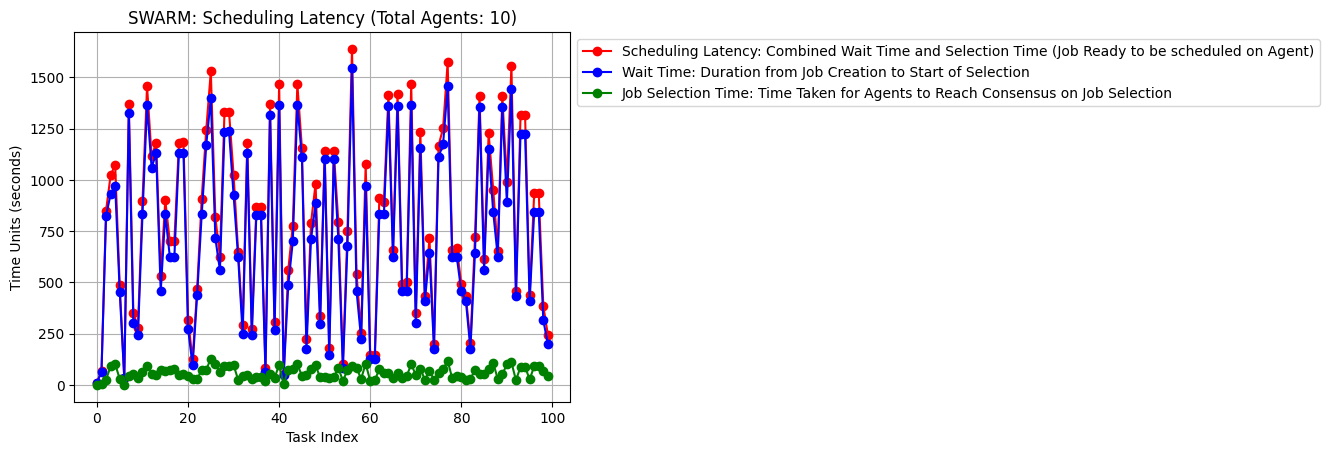 SWARM: Scheduling Latency (Total Agents: 10)
Scheduling Latency: Combined Wait Time and Selection Time (Job Ready to be scheduled on Agent)
Wait Time: Duration from Job Creation to Start of Selection
Job Selection Time: Time Taken for Agents to Reach Consensus on Job Selection
Time Units (seconds)
1500
1250
1000
750
500
250
0
0 20 40 60 80 100
Task Index